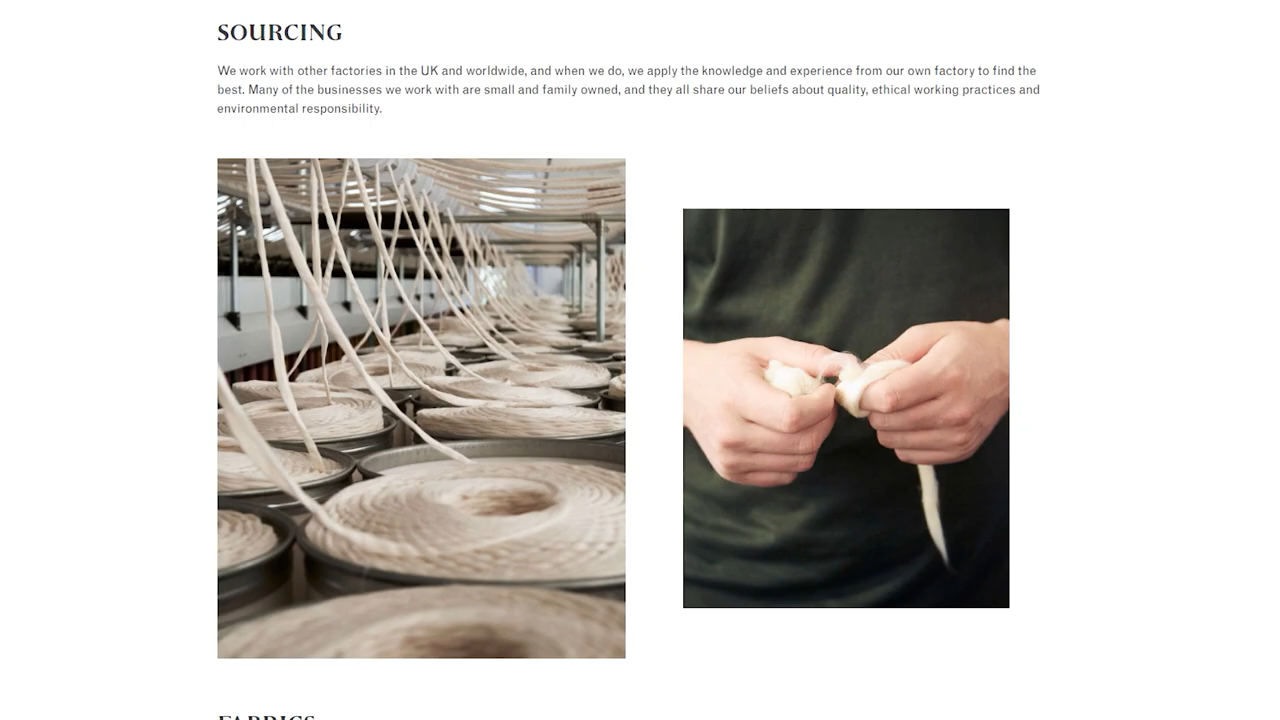 SOURCING
We work with other factories in the UK and worldwide, and when we do, we apply the knowledge and experience from our own factory to find the
best. Many of the businesses we work with are small and family owned, and they all share our beliefs about quality, ethical working practices and
environmental responsibility.
FABRICS